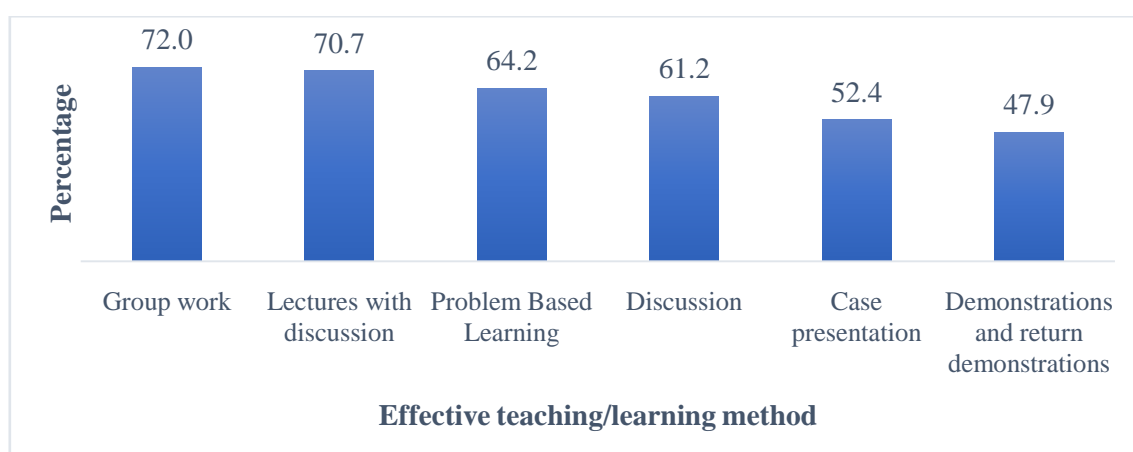 72.0
70.7
64.2
61.2
52.4
47.9
Percentage
Group work
Lectures with
discussion
Problem Based
Learning
Discussion
Case
presentation
Demonstrations
and return
demonstrations
Effective teaching/learning method